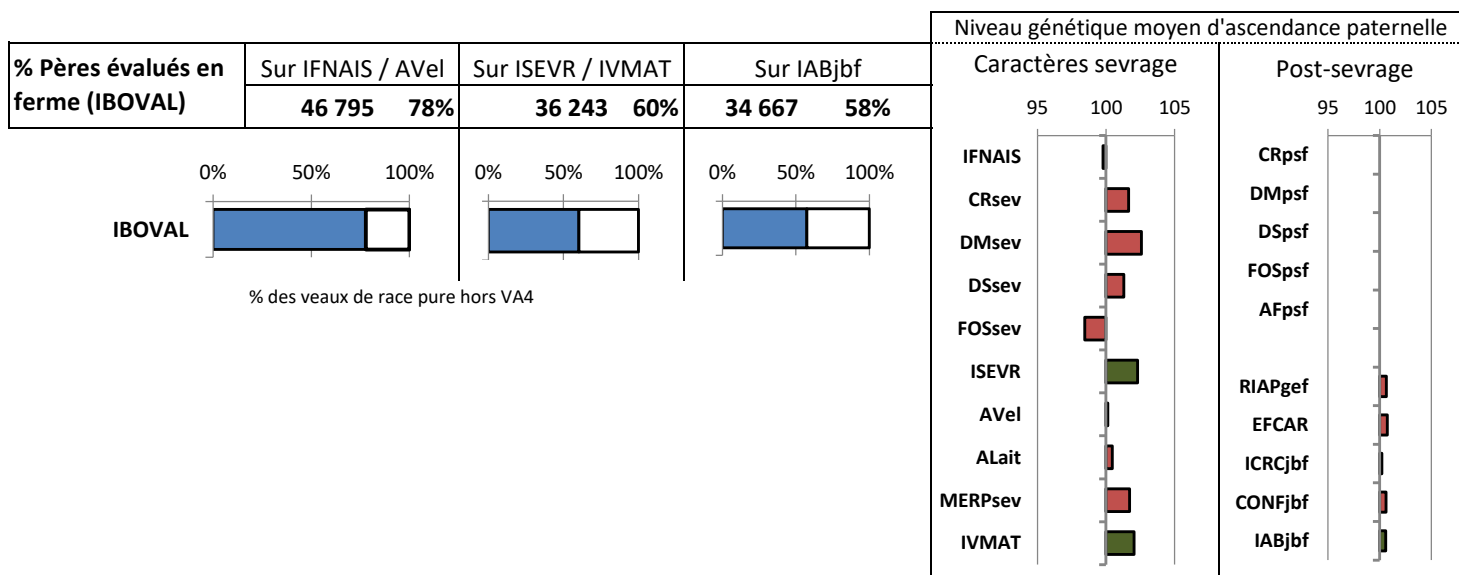 Niveau génétique moyen d'ascendance paternelle
% Pères évalués en ferme (IBOVAL)
Sur IFNAIS / AVel Sur ISEVR / IVMAT Sur IABjbf
46 795 78% 36 243 60% 34 667 58%
0% 50% 100% 0% 50% 100% 0% 50% 100%
IBOVAL
% des veaux de race pure hors VA4
Caractères sevrage
95 100 105
IFNAIS
CRsev
DMsev
DSsev
FOSsev
ISEVR
AVel
ALait
MERPsev
IVMAT
Post-sevrage
95 100 105
CRpsf
DMpsf
DSpsf
FOSpsf
AFpsf
RIAPgef
EFCAR
ICRCjbf
CONFjbf
IABjbf